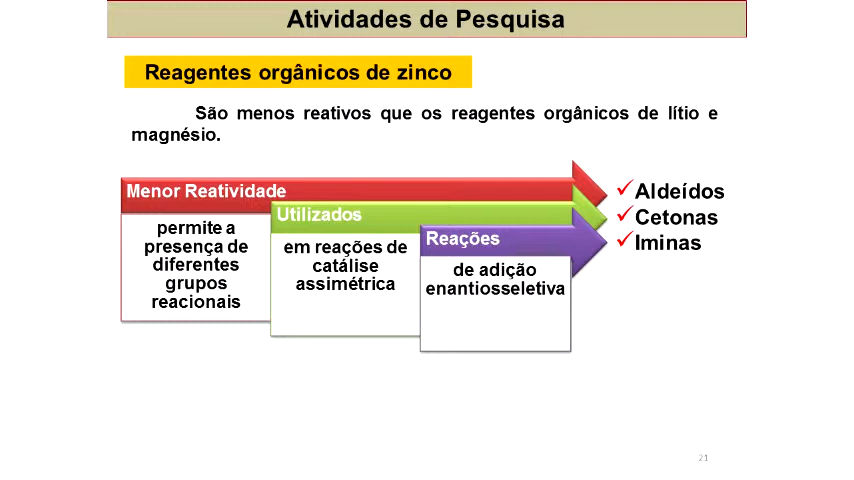 Atividades de Pesquisa
Reagentes orgânicos de zinco
São menos reativos que os reagentes orgânicos de lítio e
magnésio.
Menor Reatividade
permite a
presença de
diferentes
grupos
reacionais
Utilizados
em reações de
catálise
assimétrica
Reações
de adição
enantiosseletiva
Aldeídos
Cetonas
Iminas
21